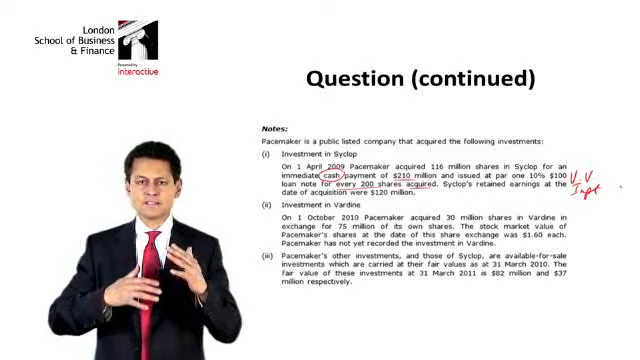 London
School of Business
& Finance
Powered by
interactive
Question (continued)
Notes:
Pacemaker is a public listed company that acquired the following investments:
(i) Investment in Syclop
On 1 April 2009 Pacemaker acquired 116 million shares in Syclop for an
immediate cash payment of $210 million and issued at par one 10% $100
loan note for every 200 shares acquired. Syclop's retained earnings at the
date of acquisition were $120 million.
V.V
Impt
(ii) Investment in Vardine
On 1 October 2010 Pacemaker acquired 30 million shares in Vardine in
exchange for 75 million of its own shares. The stock market value of
Pacemaker's shares at the date of this share exchange was $1.60 each.
Pacemaker has not yet recorded the investment in Vardine.
(iii) Pacemaker's other investments, and those of Syclop, are available-for-sale
investments which are carried at their fair values as at 31 March 2010. The
fair value of these investments at 31 March 2011 is $82 million and $37
million respectively.